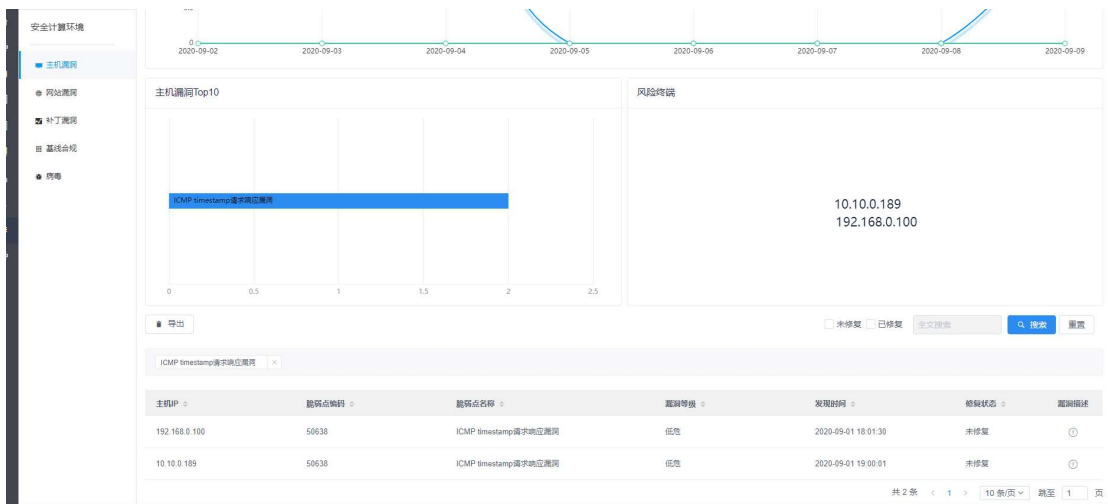 安全计算环境
主机漏洞
网站漏洞
补丁漏洞
基线合规
病毒
0
2020-09-02 2020-09-03 2020-09-04 2020-09-05 2020-09-06 2020-09-07 2020-09-08 2020-09-09
主机漏洞Top10
ICMP timestamp请求响应漏洞
0 0.5 1 1.5 2 2.5
风险终端
10.10.0.189
192.168.0.100
导出
未修复 已修复 全文搜索 搜索 重置
ICMP timestamp请求响应漏洞 ×
主机IP 脆弱点编码 脆弱点名称 漏洞等级 发现时间 修复状态 漏洞描述
192.168.0.100 50638 ICMP timestamp请求响应漏洞 低危 2020-09-01 18:01:30 未修复
10.10.0.189 50638 ICMP timestamp请求响应漏洞 低危 2020-09-01 19:00:01 未修复
共 2 条 < 1 > 10 条/页 跳至 1 页